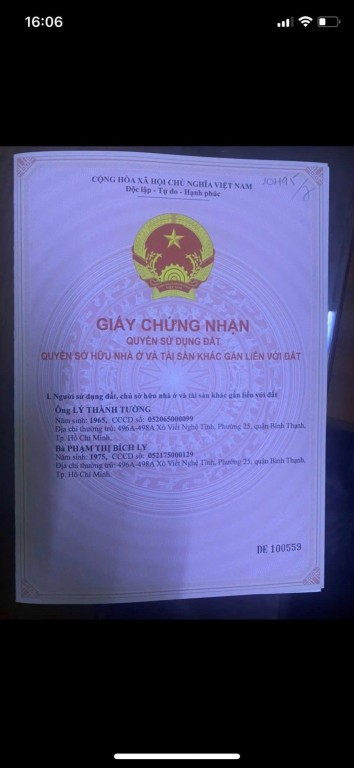 16:06
CỘNG HÒA XÃ HỘI CHỦ NGHĨA VIỆT NAM
Độc lập - Tự do - Hạnh phúc
GIẤY CHỨNG NHẬN
QUYỀN SỬ DỤNG ĐẤT
QUYỀN SỞ HỮU NHÀ Ở VÀ TÀI SẢN KHÁC GẮN LIỀN VỚI ĐẤT
I. Người sử dụng đất, chủ sở hữu nhà ở và tài sản khác gắn liền với đất
Ông LÝ THÀNH TƯỜNG
Năm sinh: 1965, CCCD số: 052065000099
Địa chỉ thường trú: 496A-498A Xô Viết Nghệ Tĩnh, Phường 25, quận Bình Thạnh,
Tp. Hồ Chí Minh.
Bà PHẠM THỊ BÍCH LY
Năm sinh: 1975, CCCD số: 052175000129
Địa chỉ thường trú: 496A-498A Xô Viết Nghệ Tĩnh, Phường 25, quận Bình Thạnh,
Tp. Hồ Chí Minh.
DE 100559